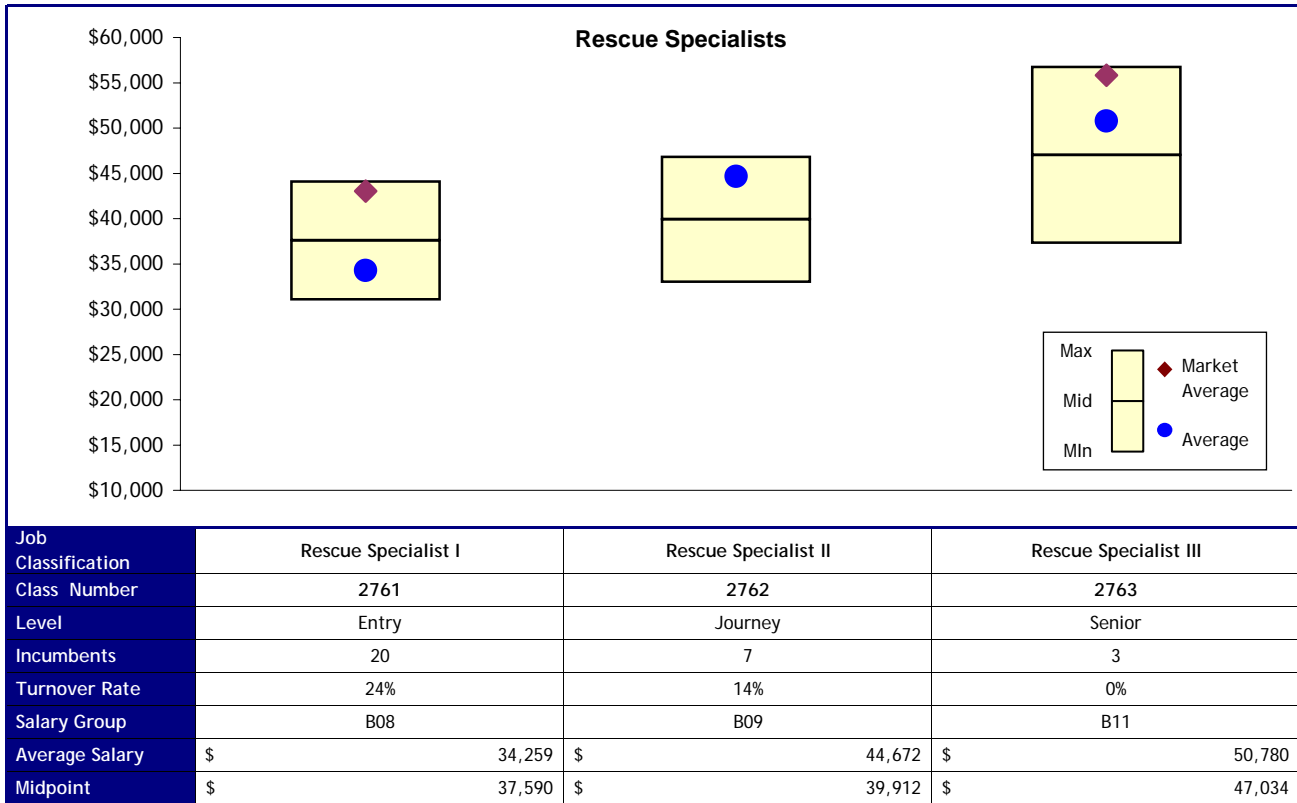 Rescue Specialists
$60,000
$55,000
$50,000
$45,000
$40,000
$35,000
$30,000
$25,000
$20,000
$15,000
$10,000
Max
Mid
MIn
Market
Average
Average
Job
Classification
Rescue Specialist I
Rescue Specialist II
Rescue Specialist III
Class Number 2761 2762 2763
Level Entry Journey Senior
Incumbents 20 7 3
Turnover Rate 24% 14% 0%
Salary Group B08 B09 B11
Average Salary $ 34,259 $ 44,672 $ 50,780
Midpoint $ 37,590 $ 39,912 $ 47,034